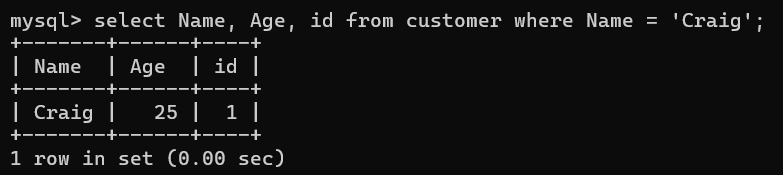 mysql> select Name, Age, id from customer where Name = 'Craig';
+-------+------+----+
| Name  | Age  | id |
+-------+------+----+
| Craig |   25 |  1 |
+-------+------+----+
1 row in set (0.00 sec)